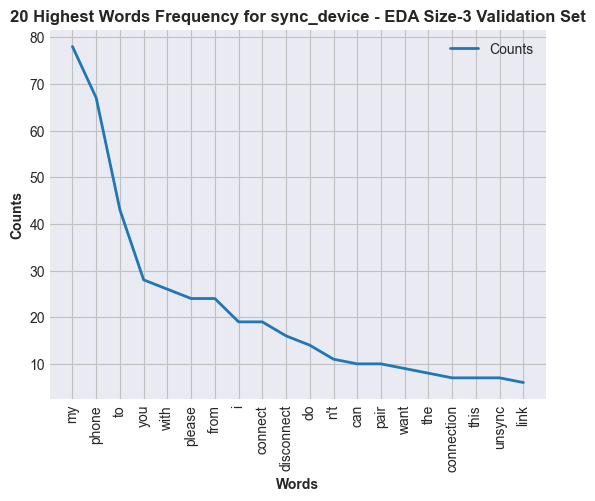 20 Highest Words Frequency for sync_device - EDA Size-3 Validation Set
Counts
80
70
60
50
40
30
20
10
Counts
my
phone
to
you
with
please
from
i
connect
disconnect
do
n't
can
pair
want
the
connection
this
unsync
link
Words